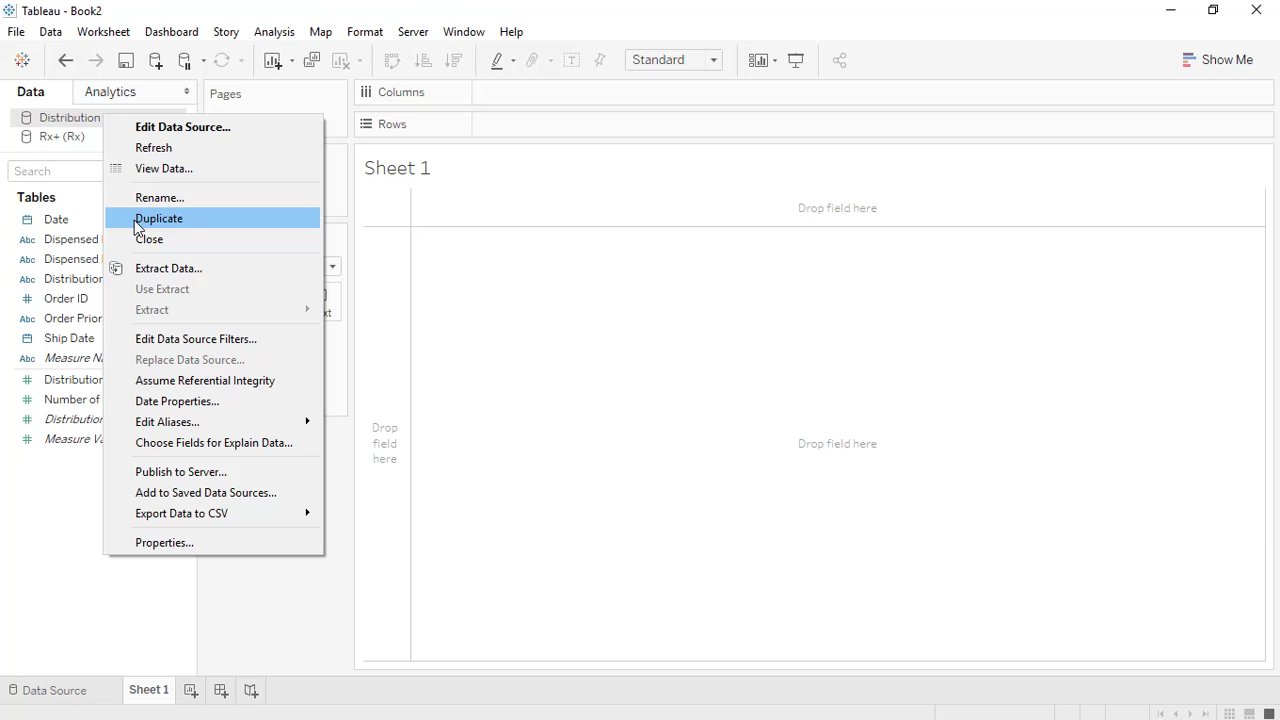 Tableau - Book2
File Data Worksheet Dashboard Story Analysis Map Format Server Window Help
Standard
Show Me
Data Analytics
Pages
Columns
Rows
Distribution
Rx+ (Rx)
Search
Tables
Date
Dispensed
Dispensed
Distribution
Order ID
Order Prior
Ship Date
Measure Na
Distribution
Number of
Distribution
Measure Va
Edit Data Source...
Refresh
View Data...
Rename...
Duplicate
Close
Extract Data...
Use Extract
Extract
Edit Data Source Filters...
Replace Data Source...
Assume Referential Integrity
Date Properties...
Edit Aliases...
Choose Fields for Explain Data...
Publish to Server...
Add to Saved Data Sources...
Export Data to CSV
Properties...
Sheet 1
Drop field here
Drop
field
here
Drop field here
Data Source
Sheet 1